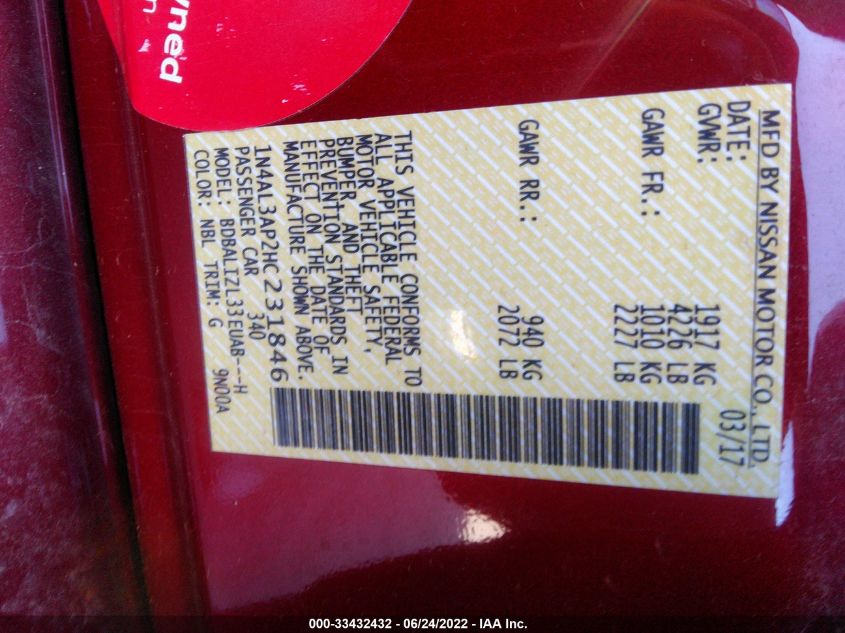 wned
MFD BY NISSAN MOTOR CO., LTD.
DATE: 03/17
GVWR: 1917 KG
4226 LB
GAWR FR.: 1010 KG
2227 LB
GAWR RR.: 940 KG
2072 LB
THIS VEHICLE CONFORMS TO
ALL APPLICABLE FEDERAL
MOTOR VEHICLE SAFETY,
BUMPER, AND THEFT
PREVENTION STANDARDS IN
EFFECT ON THE DATE OF
MANUFACTURE SHOWN ABOVE.
1N4AL3AP2HC231846
PASSENGER CAR 340
MODEL: BDBALIZL33EUAB---H
COLOR: NBL TRIM: G 9N00A
000-33432432 - 06/24/2022 - IAA Inc.